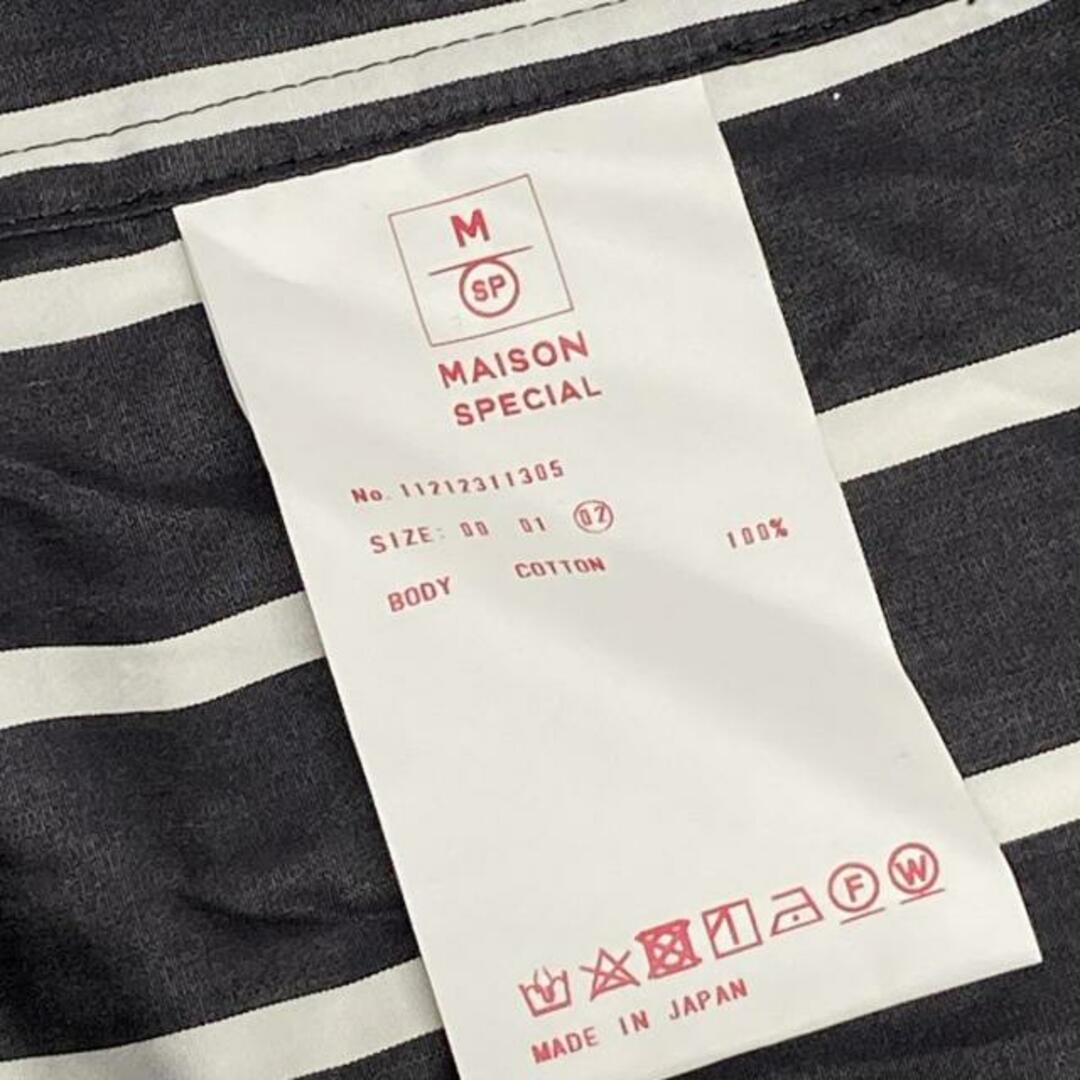 M
SP
MAISON
SPECIAL
No. 11212311305
SIZE: 00 01 02
BODY COTTON 100%
F W
MADE IN JAPAN